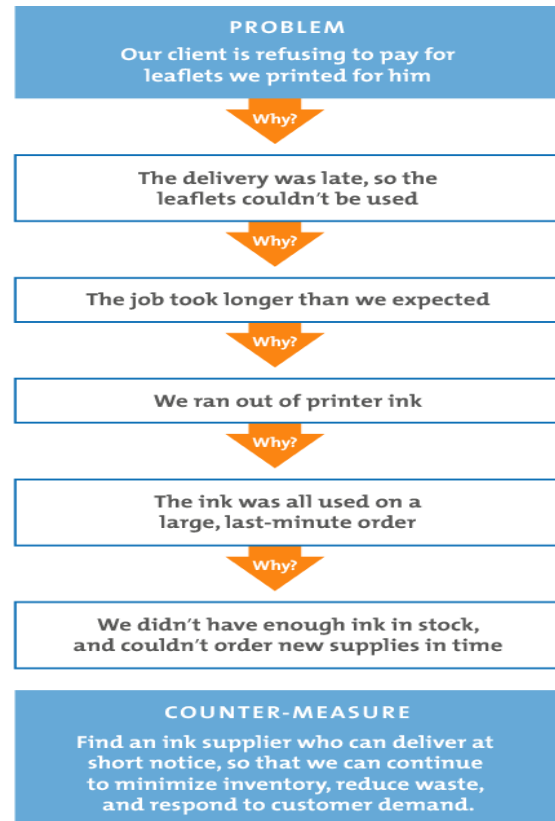 PROBLEM
Our client is refusing to pay for
leaflets we printed for him
Why?
The delivery was late, so the
leaflets couldn’t be used
Why?
The job took longer than we expected
Why?
We ran out of printer ink
Why?
The ink was all used on a
large, last-minute order
Why?
We didn’t have enough ink in stock,
and couldn’t order new supplies in time
COUNTER-MEASURE
Find an ink supplier who can deliver at
short notice, so that we can continue
to minimize inventory, reduce waste,
and respond to customer demand.